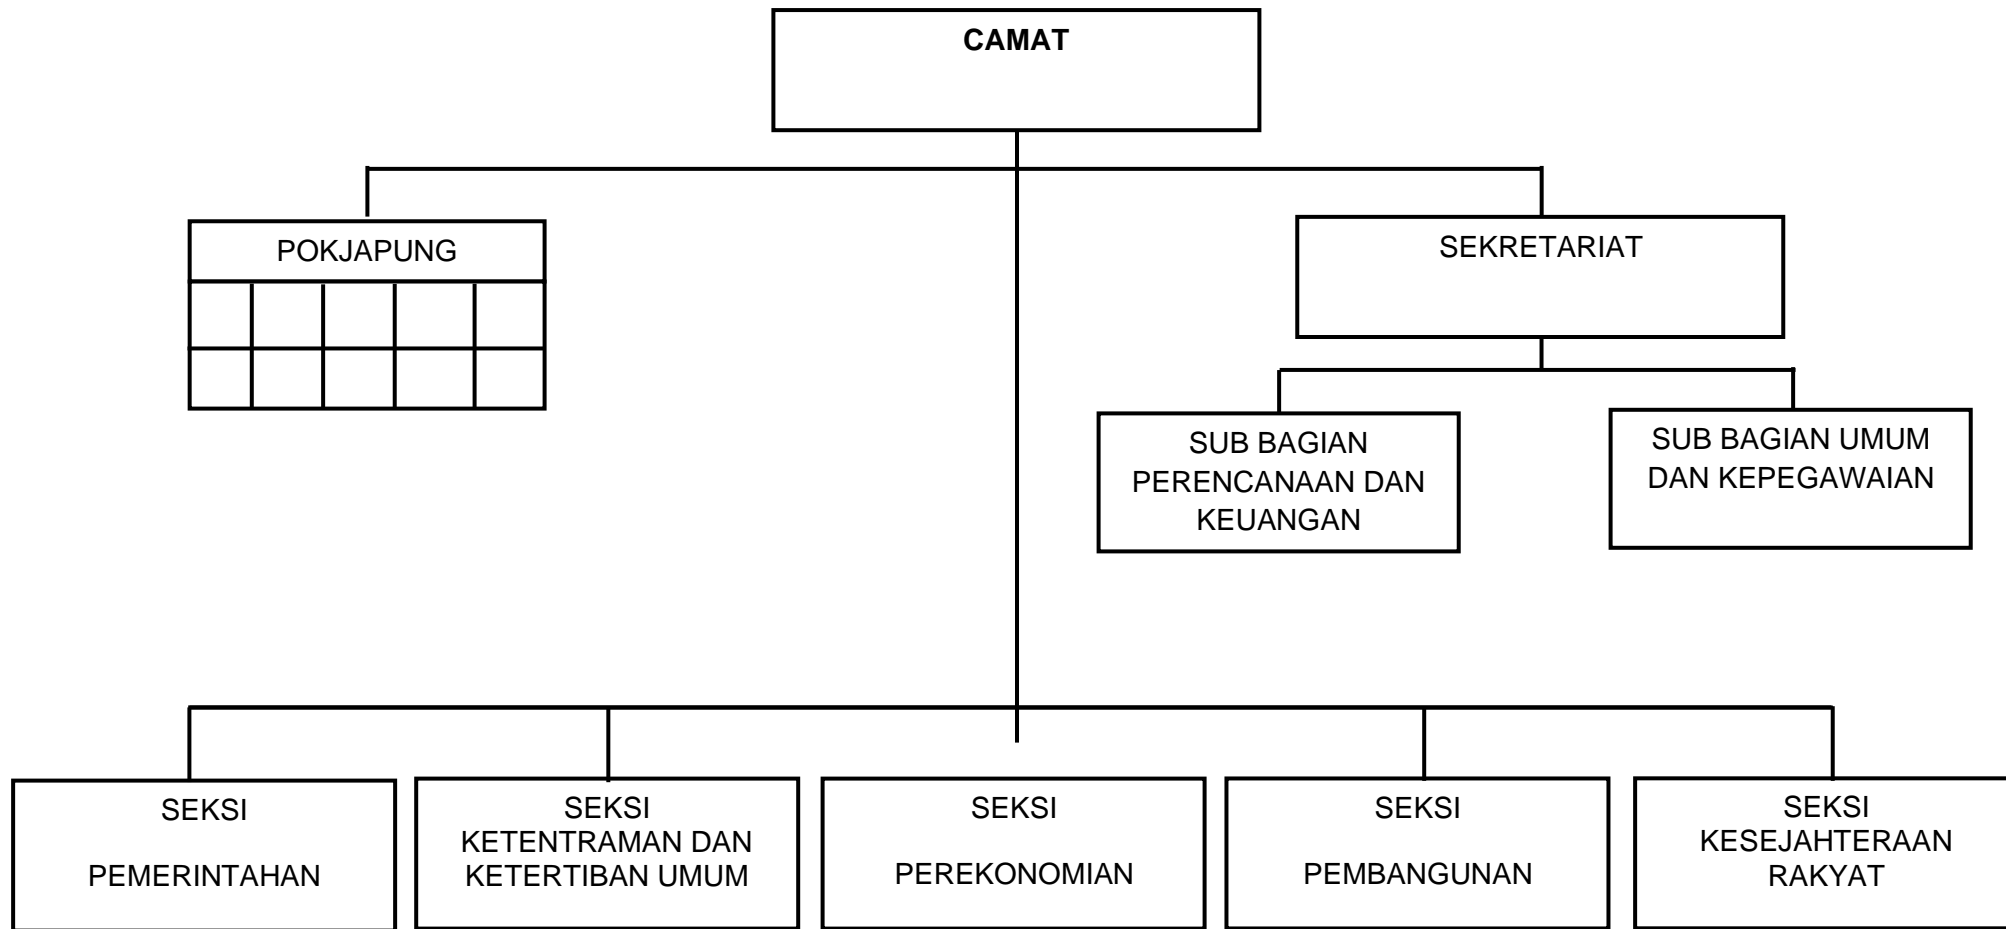 CAMAT
POKJAPUNG
SEKRETARIAT
SUB BAGIAN
PERENCANAAN DAN
KEUANGAN
SUB BAGIAN UMUM
DAN KEPEGAWAIAN
SEKSI
PEMERINTAHAN
SEKSI
KETENTRAMAN DAN
KETERTIBAN UMUM
SEKSI
PEREKONOMIAN
SEKSI
PEMBANGUNAN
SEKSI
KESEJAHTERAAN
RAKYAT